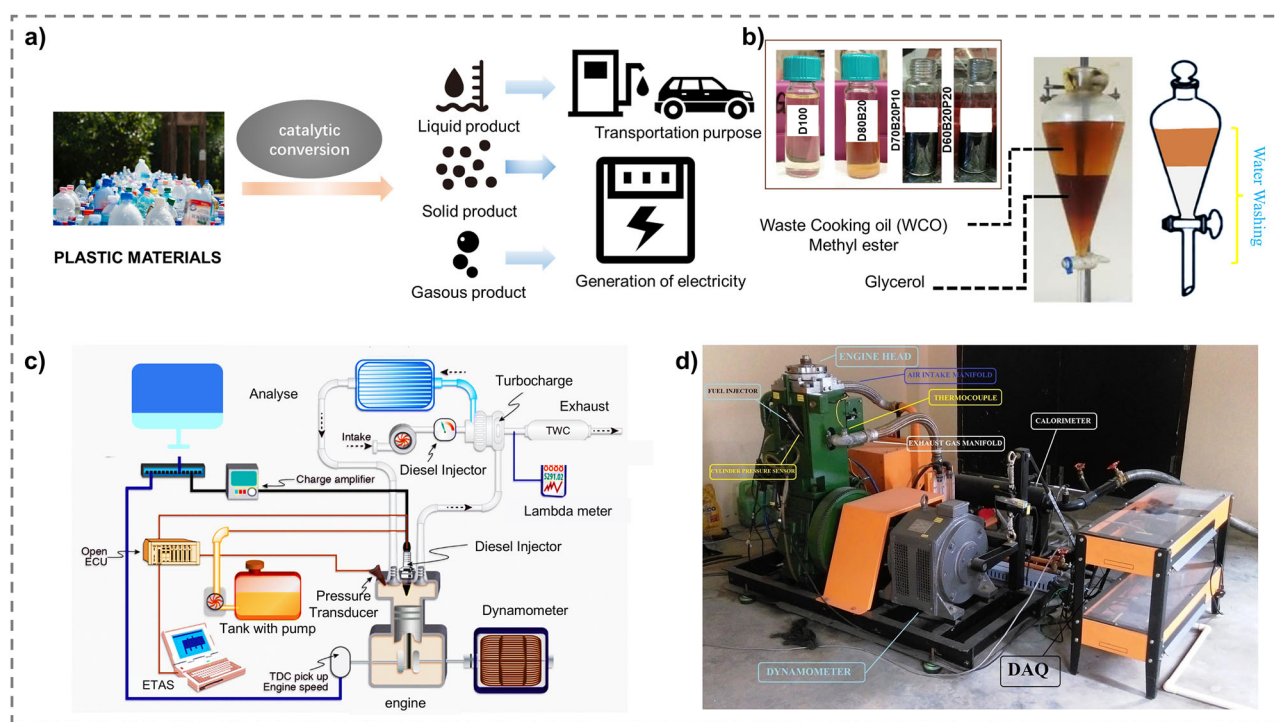 a)
catalytic
conversion
PLASTIC MATERIALS
Liquid product
Solid product
Gasous product
Transportation purpose
Generation of electricity
b)
D100
D80B20
D70B20P10
D60B20P20
Waste Cooking oil (WCO)
Methyl ester
Glycerol
Water Washing
c)
Analyse
Turbocharge
Exhaust
TWC
Intake
Diesel Injector
Charge amplifier
Lambda meter
Open
ECU
Diesel Injector
Pressure
Transducer
Tank with pump
Dynamometer
ETAS
TDC pick up
Engine speed
engine
d)
ENGINE HEAD
AIR INTAKE MANIFOLD
FUEL INJECTOR
THERMOCOUPLE
CALORIMETER
EXHAUST GAS MANIFOLD
CYLINDER PRESSURE SENSOR
DYNAMOMETER
DAQ